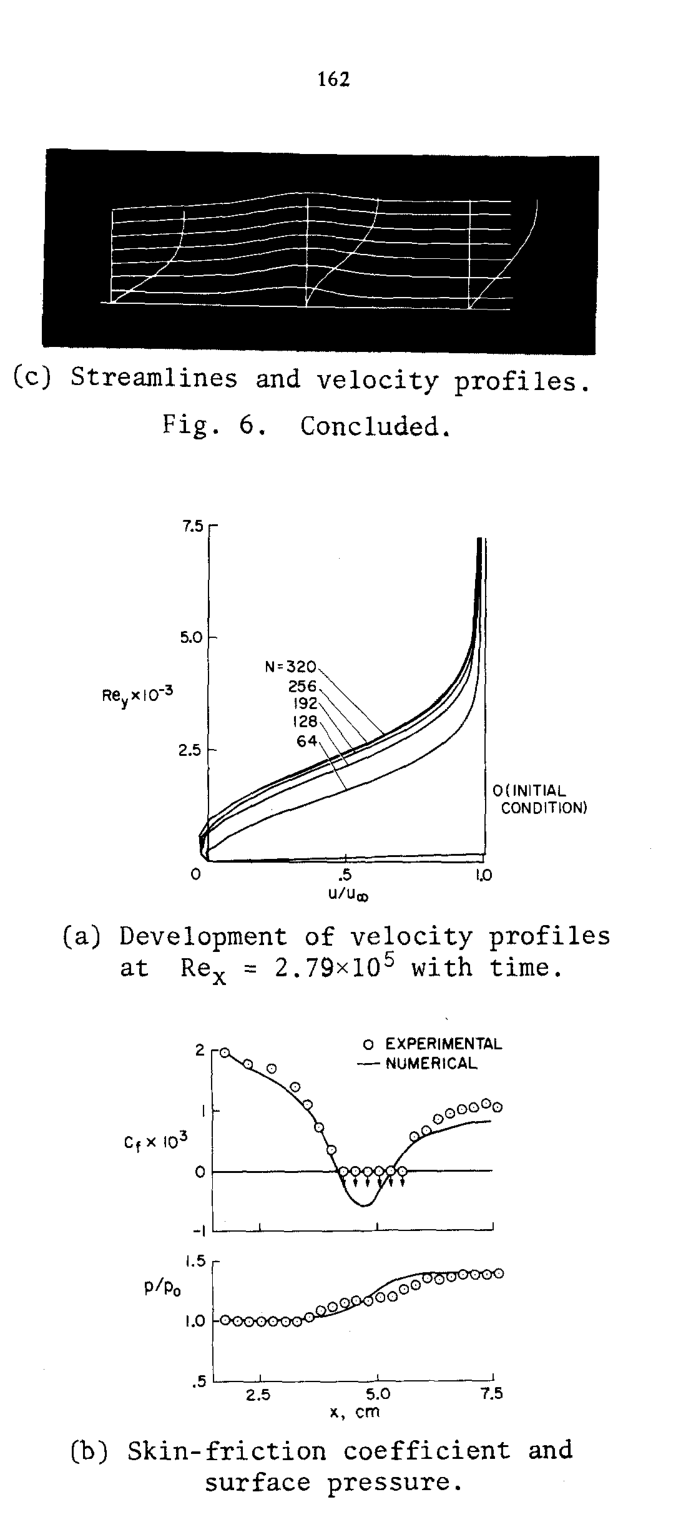 162
(c) Streamlines and velocity profiles.
Fig. 6. Concluded.
7.5
5.0
Re_y×10^-3
2.5
N=320
256
192
128
64
O (INITIAL
CONDITION)
0 .5 1.0
u/u∞
(a) Development of velocity profiles
at Re_x = 2.79×10^5 with time.
O EXPERIMENTAL
— NUMERICAL
2
1
C_f × 10^3
0
-1
1.5
p/p_o
1.0
.5
2.5 5.0 7.5
x, cm
(b) Skin-friction coefficient and
surface pressure.